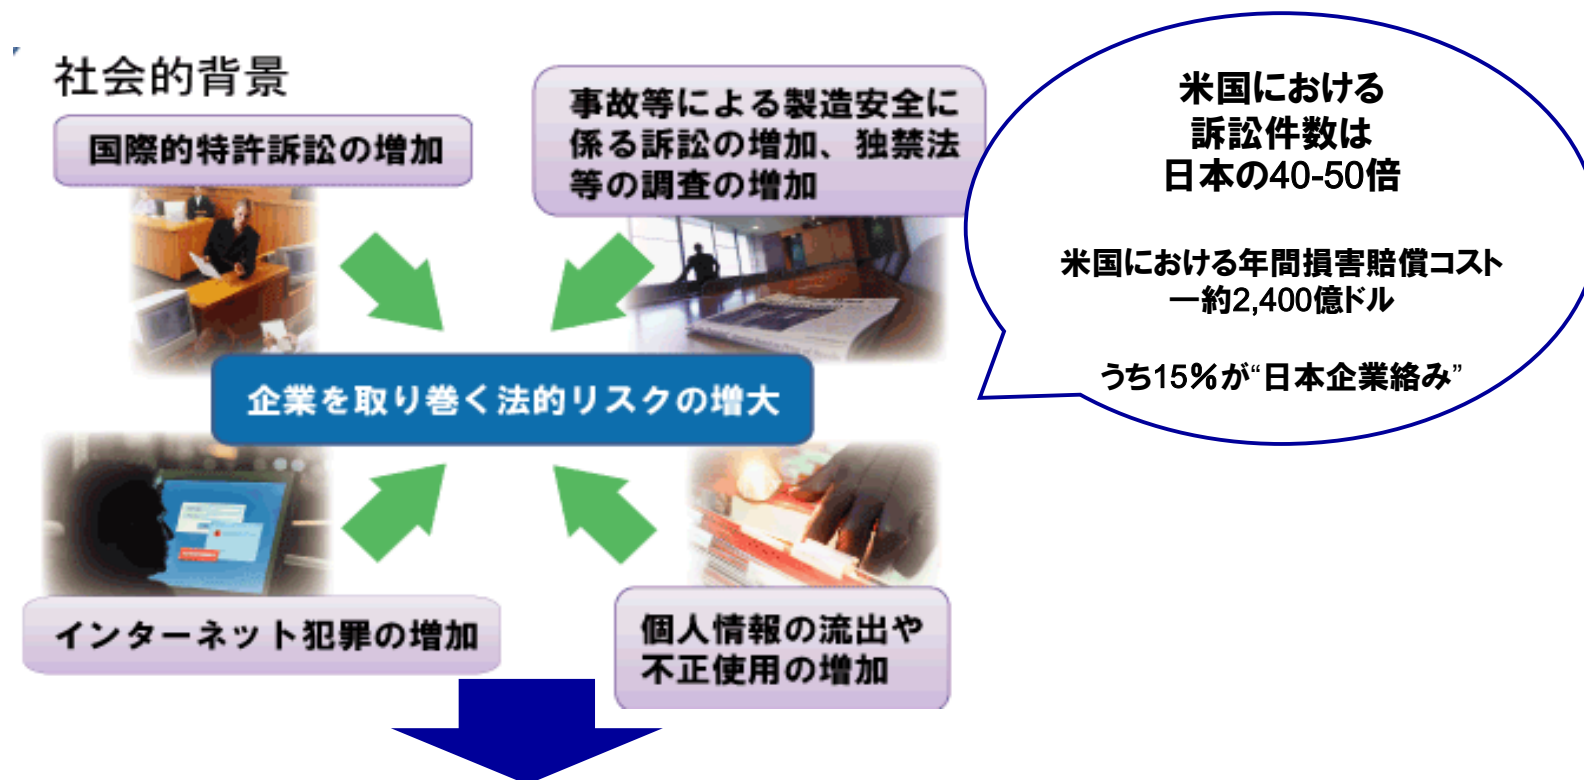 社会的背景
国際的特許訴訟の増加
事故等による製造安全に
係る訴訟の増加、独禁法
等の調査の増加
米国における
訴訟件数は
日本の40-50倍
米国における年間損害賠償コスト
―約2,400億ドル
うち15%が“日本企業絡み”
企業を取り巻く法的リスクの増大
インターネット犯罪の増加
個人情報の流出や
不正使用の増加